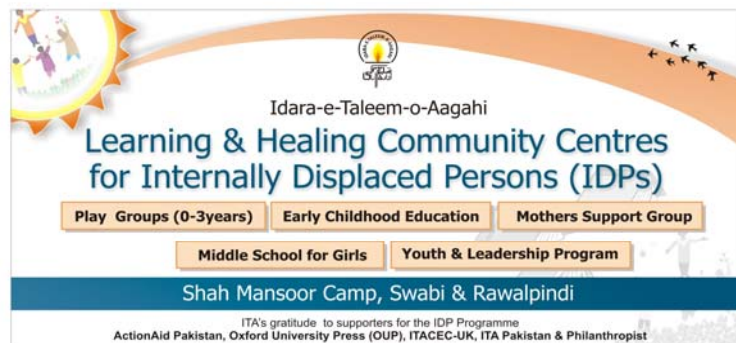 Idara-e-Taleem-o-Aagahi
Learning & Healing Community Centres
for Internally Displaced Persons (IDPs)
Play Groups (0-3years) Early Childhood Education Mothers Support Group
Middle School for Girls Youth & Leadership Program
Shah Mansoor Camp, Swabi & Rawalpindi
ITA's gratitude to supporters for the IDP Programme
ActionAid Pakistan, Oxford University Press (OUP), ITACEC-UK, ITA Pakistan & Philanthropist